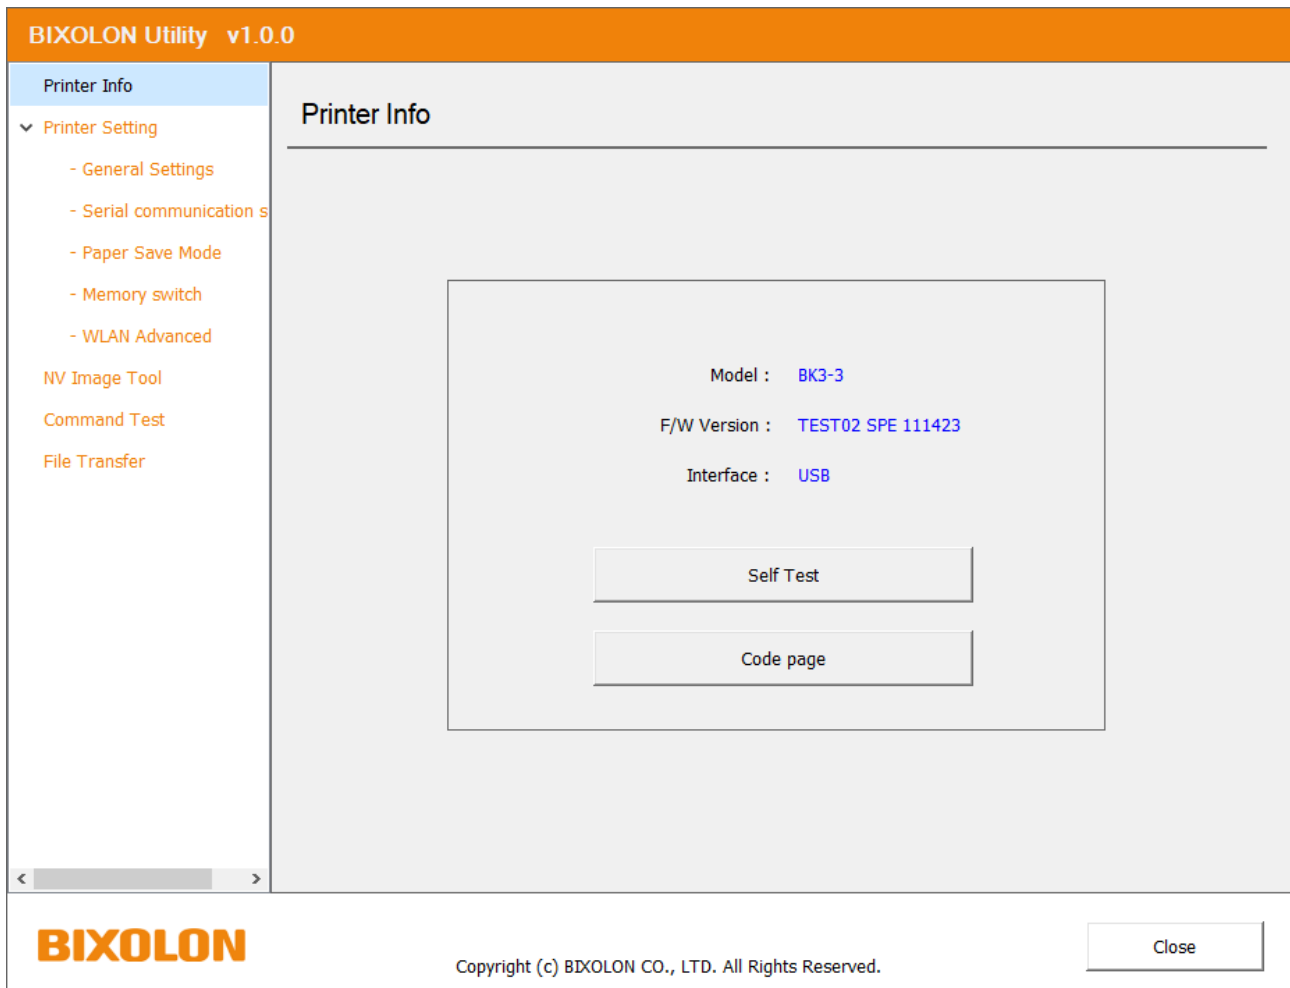 BIXOLON Utility v1.0.0
Printer Info
Printer Setting
- General Settings
- Serial communication s
- Paper Save Mode
- Memory switch
- WLAN Advanced
NV Image Tool
Command Test
File Transfer
Printer Info
Model : BK3-3
F/W Version : TEST02 SPE 111423
Interface : USB
Self Test
Code page
BIXOLON
Copyright (c) BIXOLON CO., LTD. All Rights Reserved.
Close